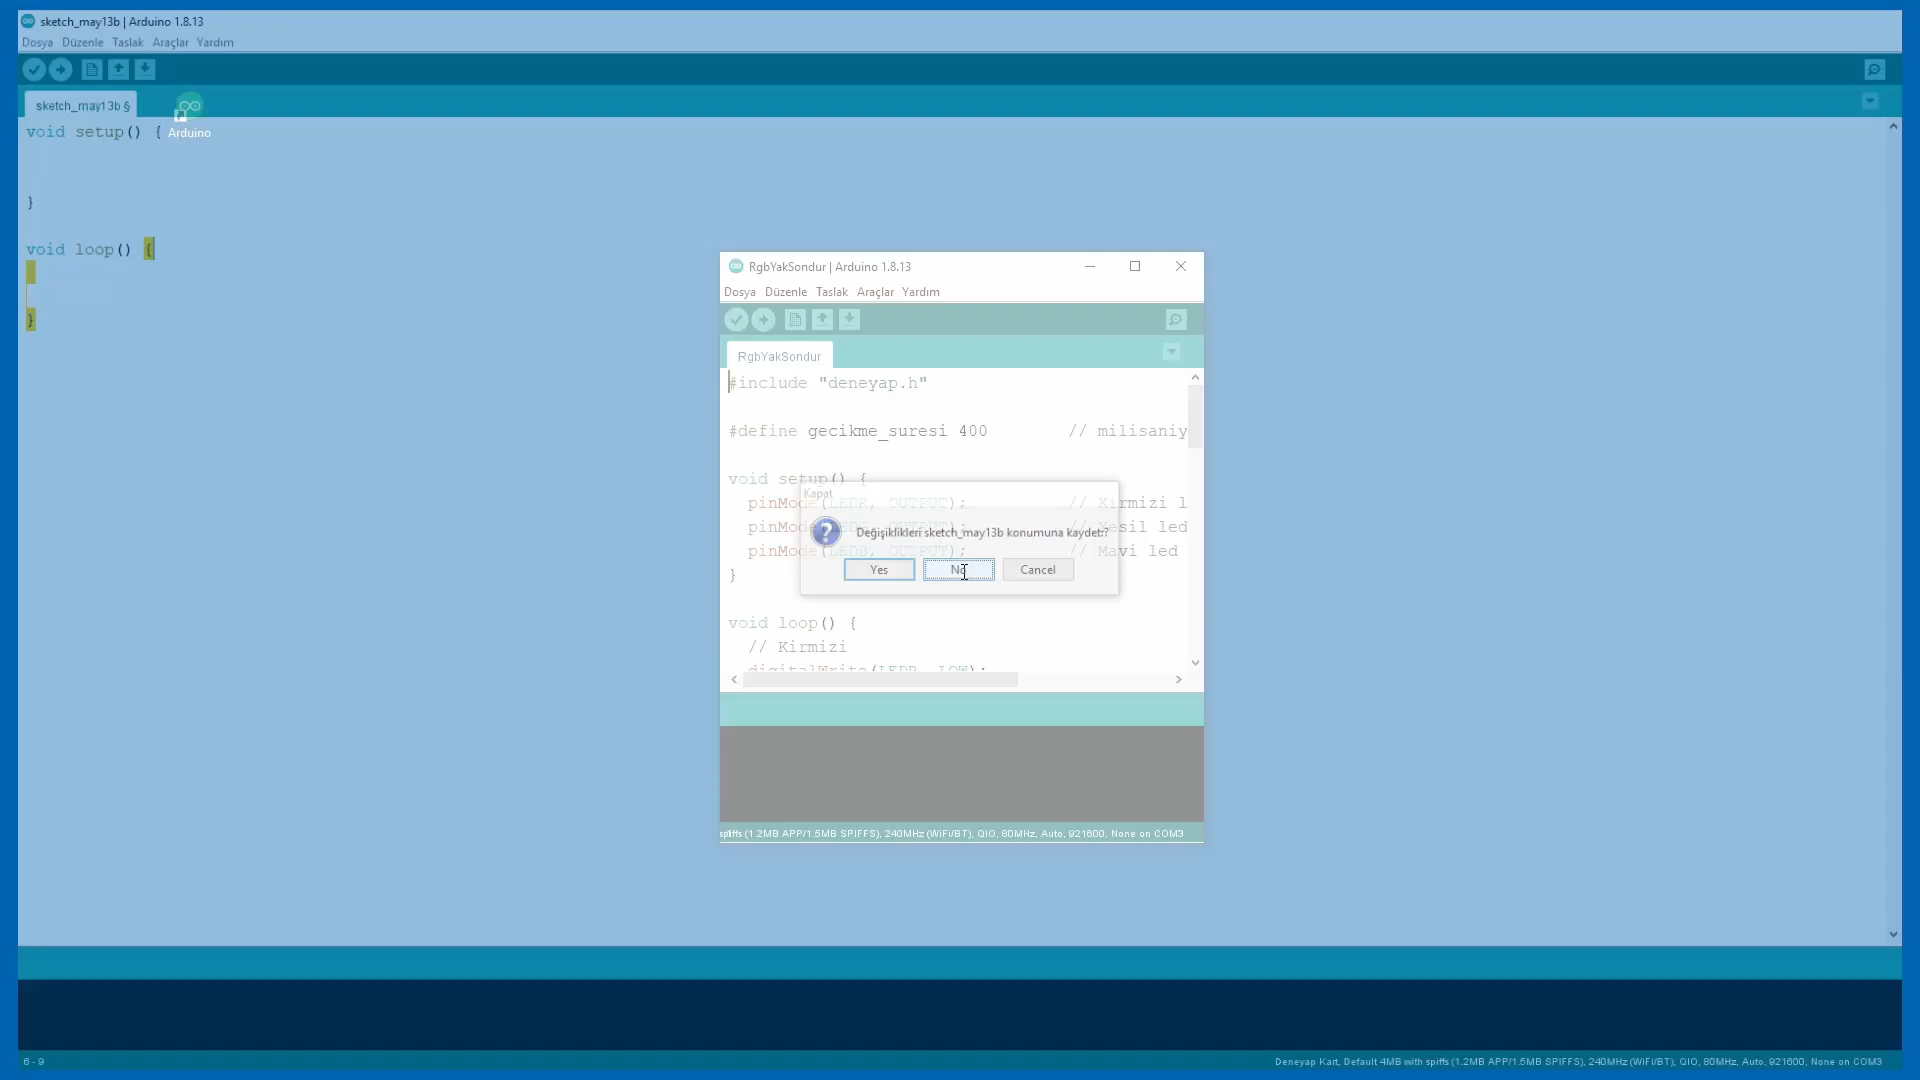 sketch_may13b | Arduino 1.8.13
Dosya Düzenle Taslak Araçlar Yardım
sketch_may13b §
Arduino
void setup() {
}
void loop() {
}
RgbYakSondur | Arduino 1.8.13
Dosya Düzenle Taslak Araçlar Yardım
RgbYakSondur
#include "deneyap.h"
#define gecikme_suresi 400 // milisaniy
void setup() {
Kapat
pinMode(LEDR, OUTPUT); // Kirmizi l
pinMode(LEDG, OUTPUT); // Yesil led
Değişiklikleri sketch_may13b konumuna kaydet:?
pinMode(LEDB, OUTPUT); // Mavi led
}
Yes No Cancel
void loop() {
// Kirmizi
digitalWrite(LEDR, LOW);
spiffs (1.2MB APP/1.5MB SPIFFS), 240MHz (WiFi/BT), QIO, 80MHz, Auto, 921600, None on COM3
6 - 9
Deneyap Kart, Default 4MB with spiffs (1.2MB APP/1.5MB SPIFFS), 240MHz (WiFi/BT), QIO, 80MHz, Auto, 921600, None on COM3